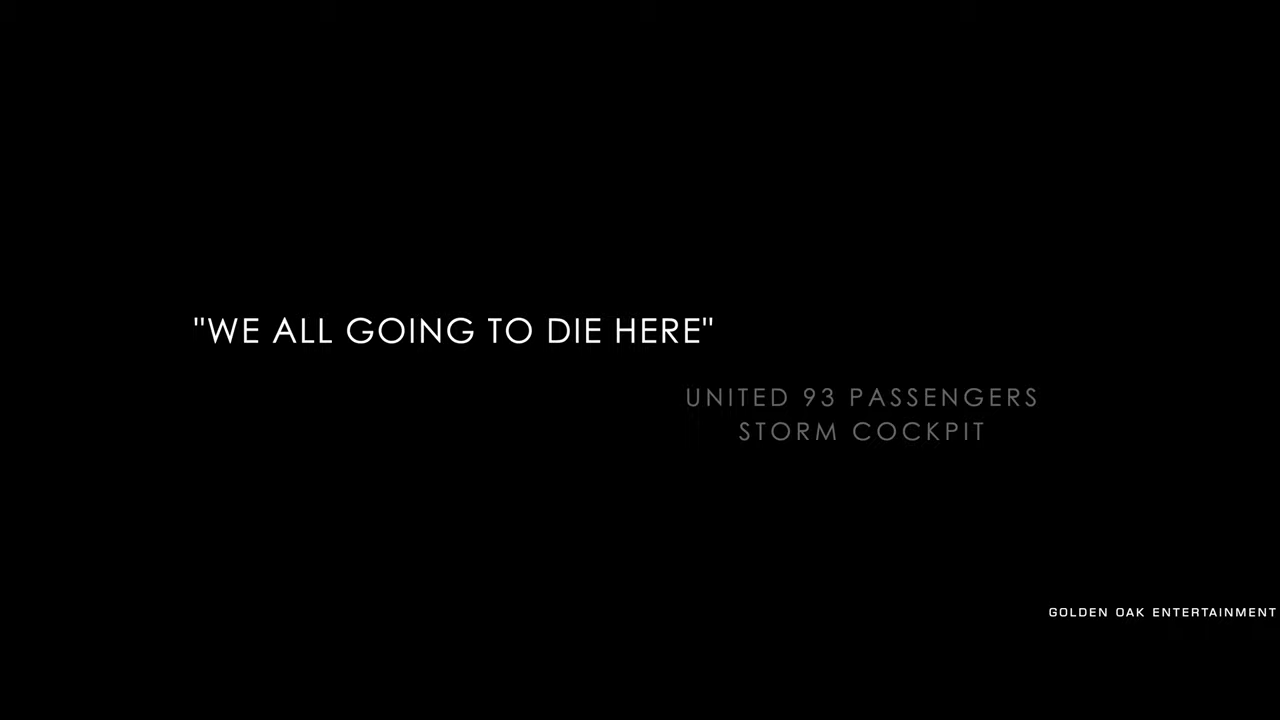 "WE ALL GOING TO DIE HERE"
UNITED 93 PASSENGERS
STORM COCKPIT
GOLDEN OAK ENTERTAINMENT